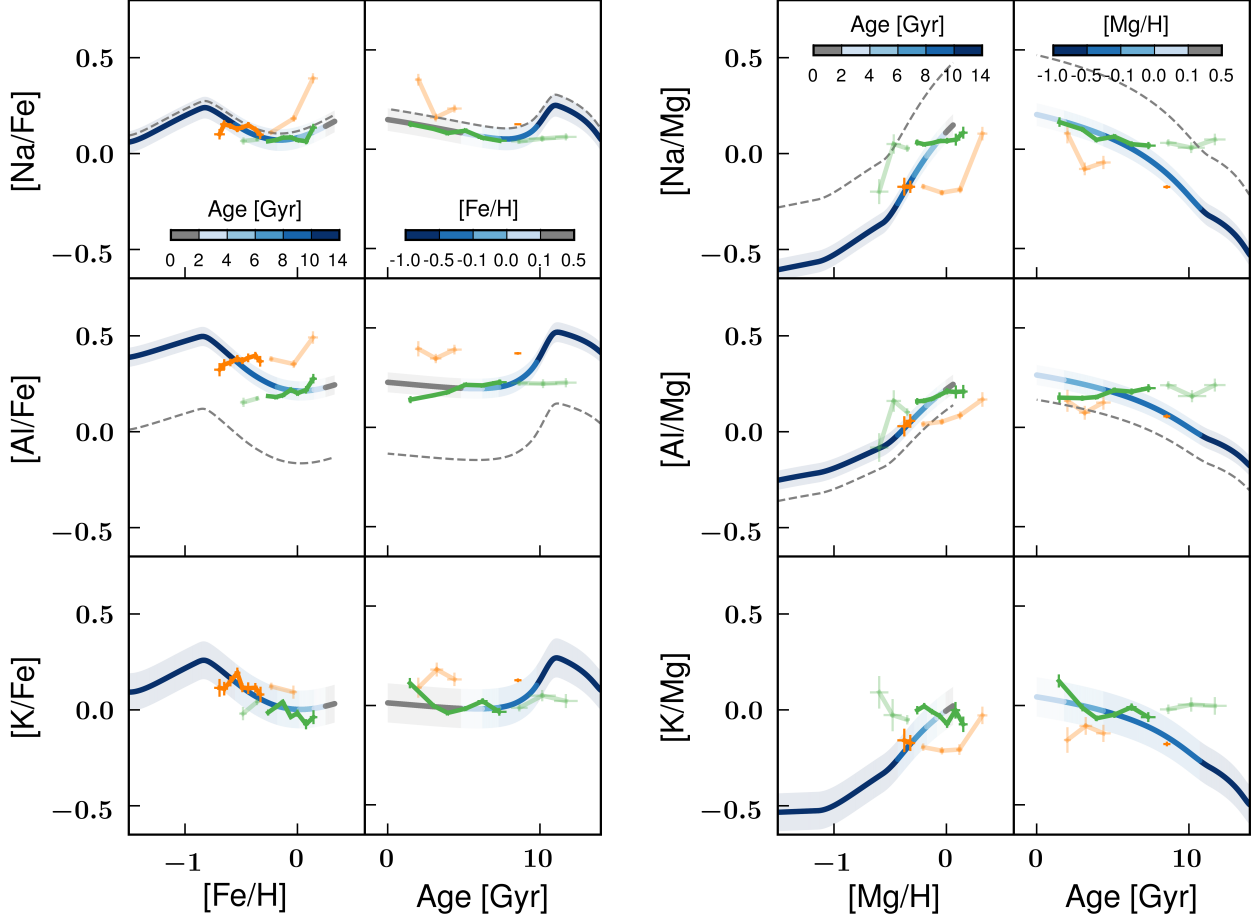 Age [Gyr]
[Mg/H]
0 2 4 6 8 10 14
-1.0 -0.5 -0.1 0.0 0.1 0.5
[Na/Fe]
0.5
0.0
−0.5
[Na/Mg]
0.5
0.0
−0.5
Age [Gyr]
[Fe/H]
0 2 4 6 8 10 14
-1.0 -0.5 -0.1 0.0 0.1 0.5
[Al/Fe]
0.5
0.0
−0.5
[Al/Mg]
0.5
0.0
−0.5
[K/Fe]
0.5
0.0
−0.5
[K/Mg]
0.5
0.0
−0.5
−1 0 0 10 −1 0 0 10
[Fe/H] Age [Gyr] [Mg/H] Age [Gyr]